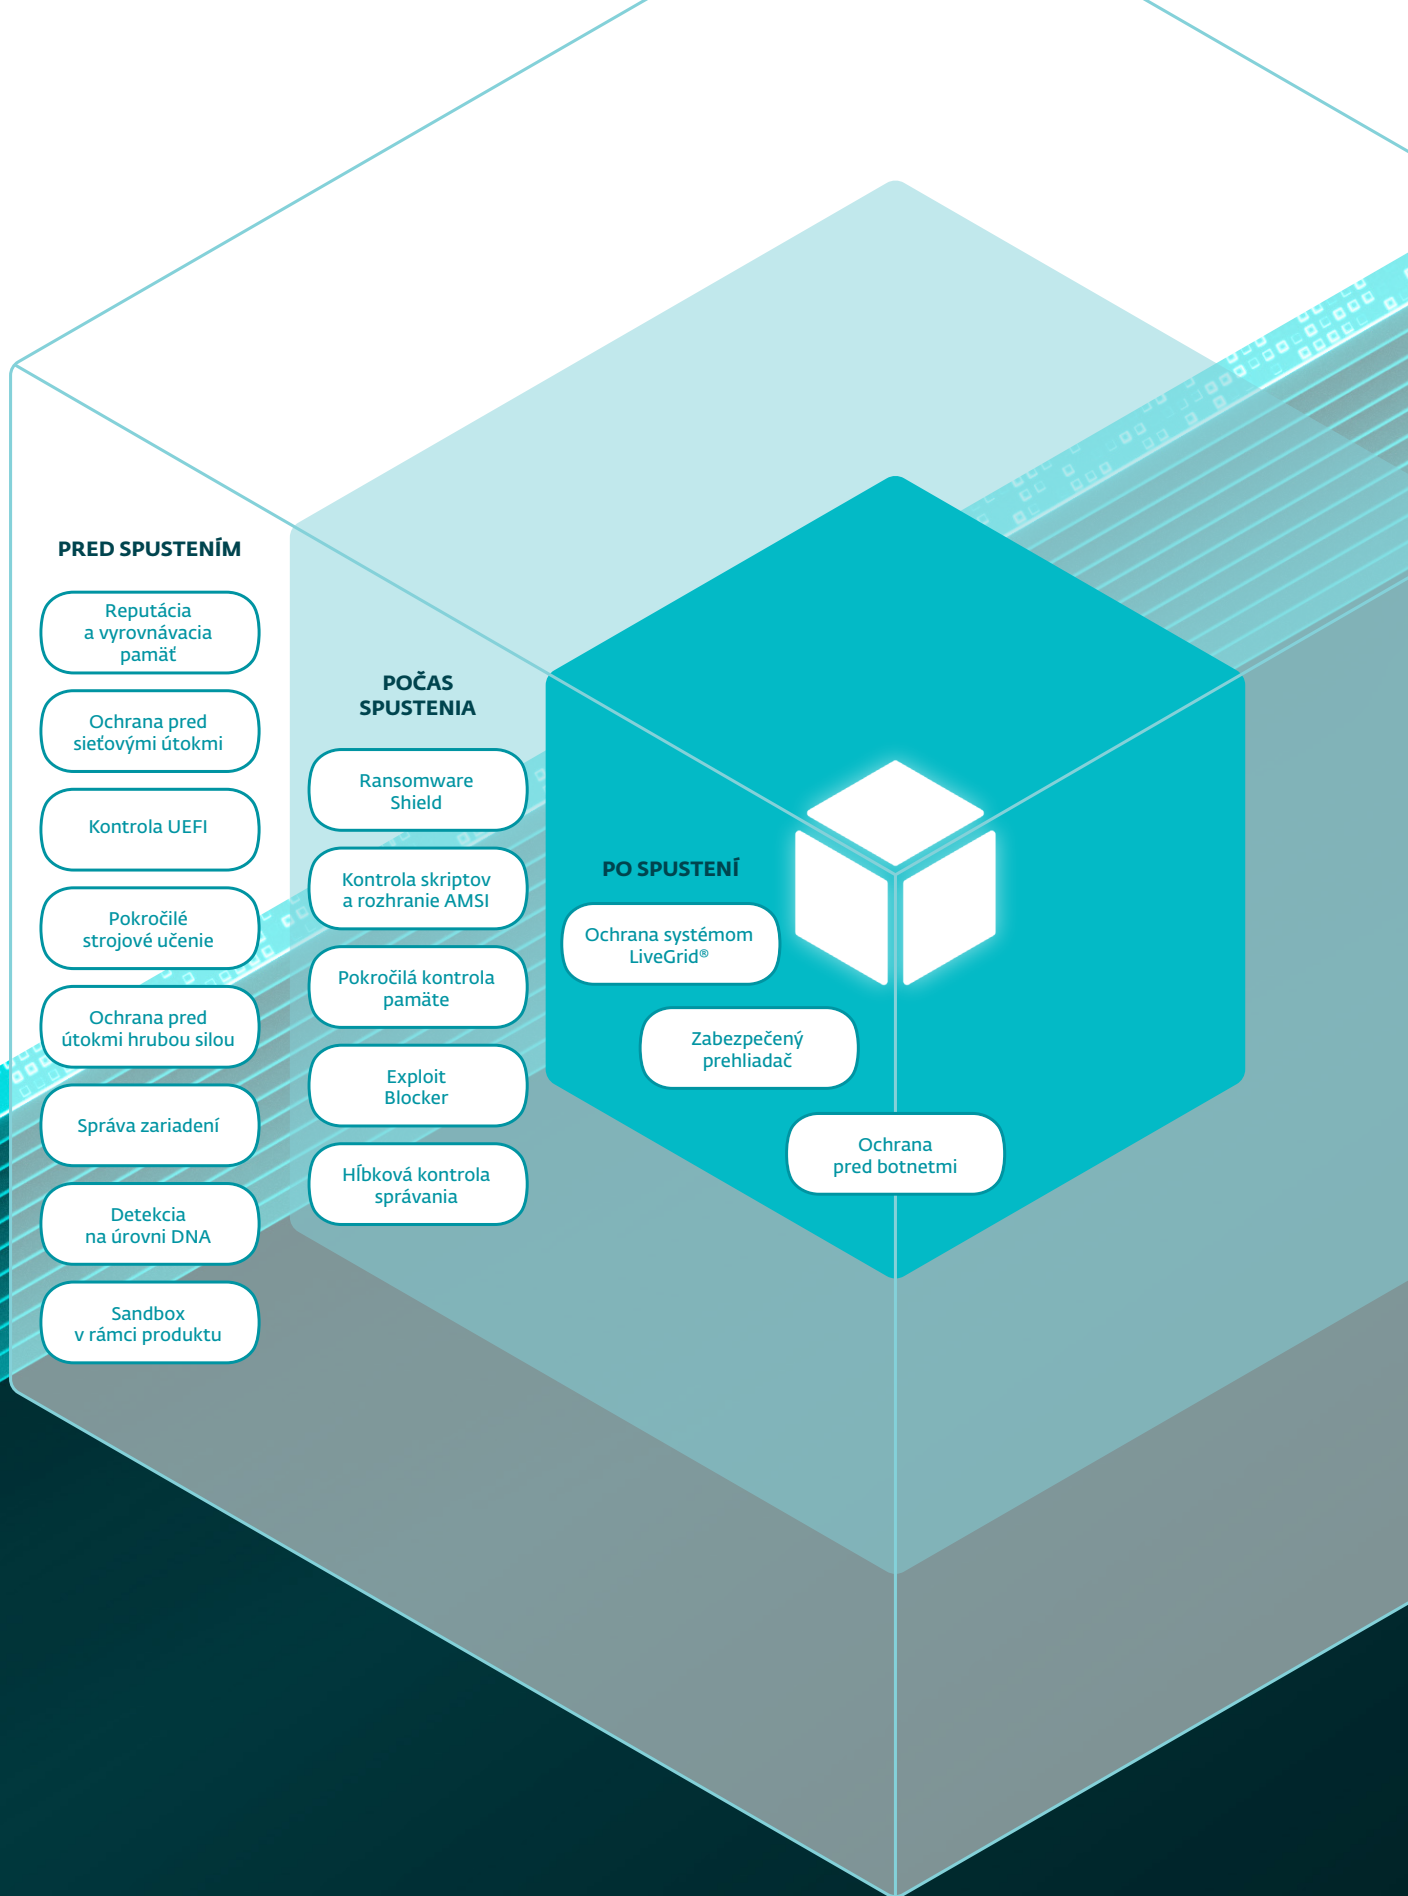 PRED SPUSTENÍM
Reputácia
a vyrovnávacia
pamäť
Ochrana pred
sieťovými útokmi
Kontrola UEFI
Pokročilé
strojové učenie
Ochrana pred
útokmi hrubou silou
Správa zariadení
Detekcia
na úrovni DNA
Sandbox
v rámci produktu
POČAS
SPUSTENIA
Ransomware
Shield
Kontrola skriptov
a rozhranie AMSI
Pokročilá kontrola
pamäte
Exploit
Blocker
Hĺbková kontrola
správania
PO SPUSTENÍ
Ochrana systémom
LiveGrid®
Zabezpečený
prehliadač
Ochrana
pred botnetmi